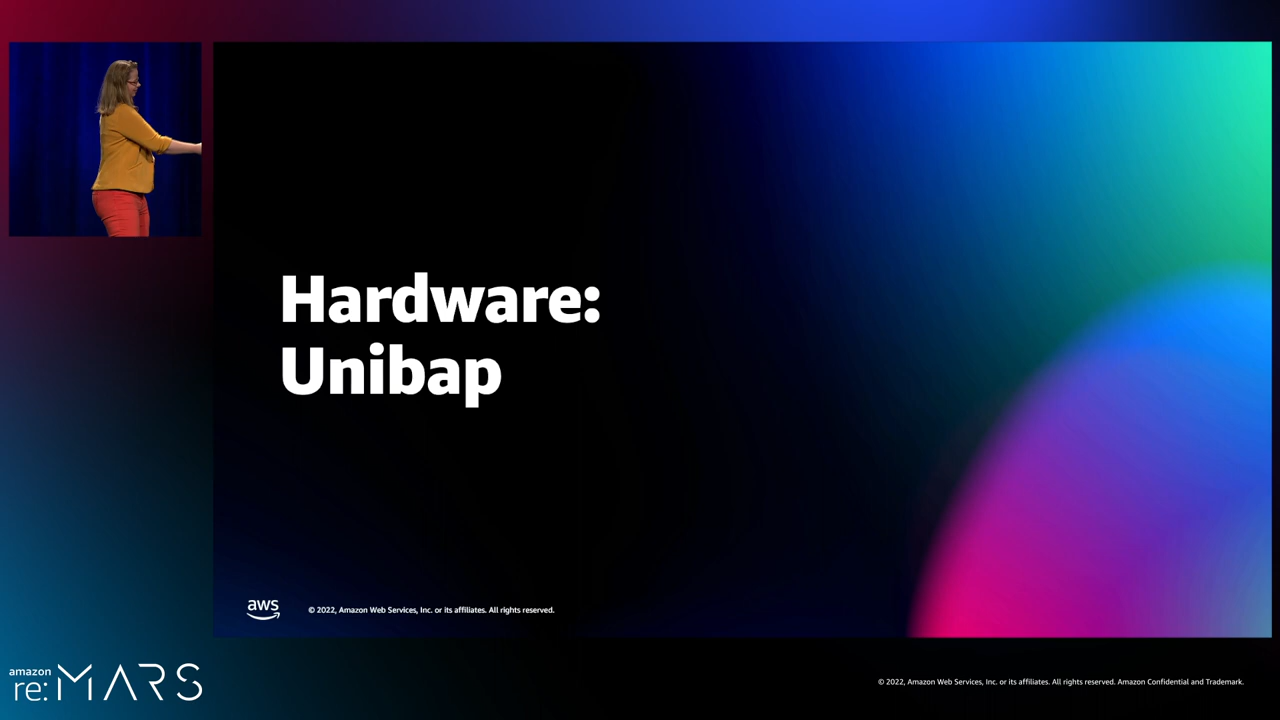 Hardware:
Unibap
aws
© 2022, Amazon Web Services, Inc. or its affiliates. All rights reserved.
amazon
re:MARS
© 2022, Amazon Web Services, Inc. or its affiliates. All rights reserved. Amazon Confidential and Trademark.